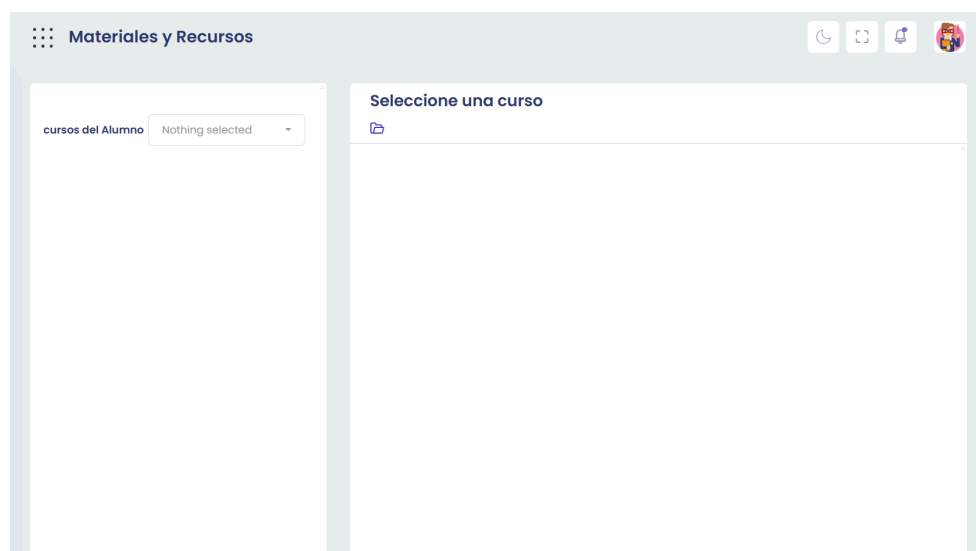 Materiales y Recursos
cursos del Alumno
Nothing selected
Seleccione una curso